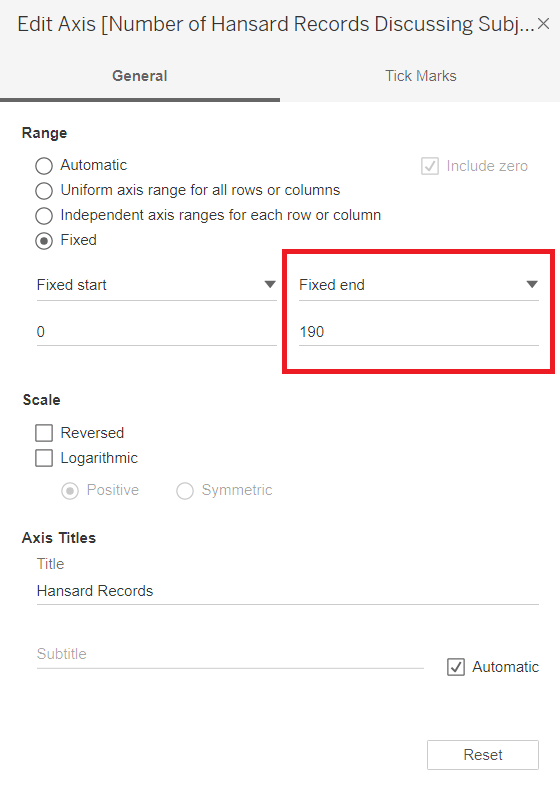 Edit Axis [Number of Hansard Records Discussing Subj...
General Tick Marks
Range
Automatic Include zero
Uniform axis range for all rows or columns
Independent axis ranges for each row or column
Fixed
Fixed start Fixed end
0 190
Scale
Reversed
Logarithmic
Positive Symmetric
Axis Titles
Title
Hansard Records
Subtitle Automatic
Reset